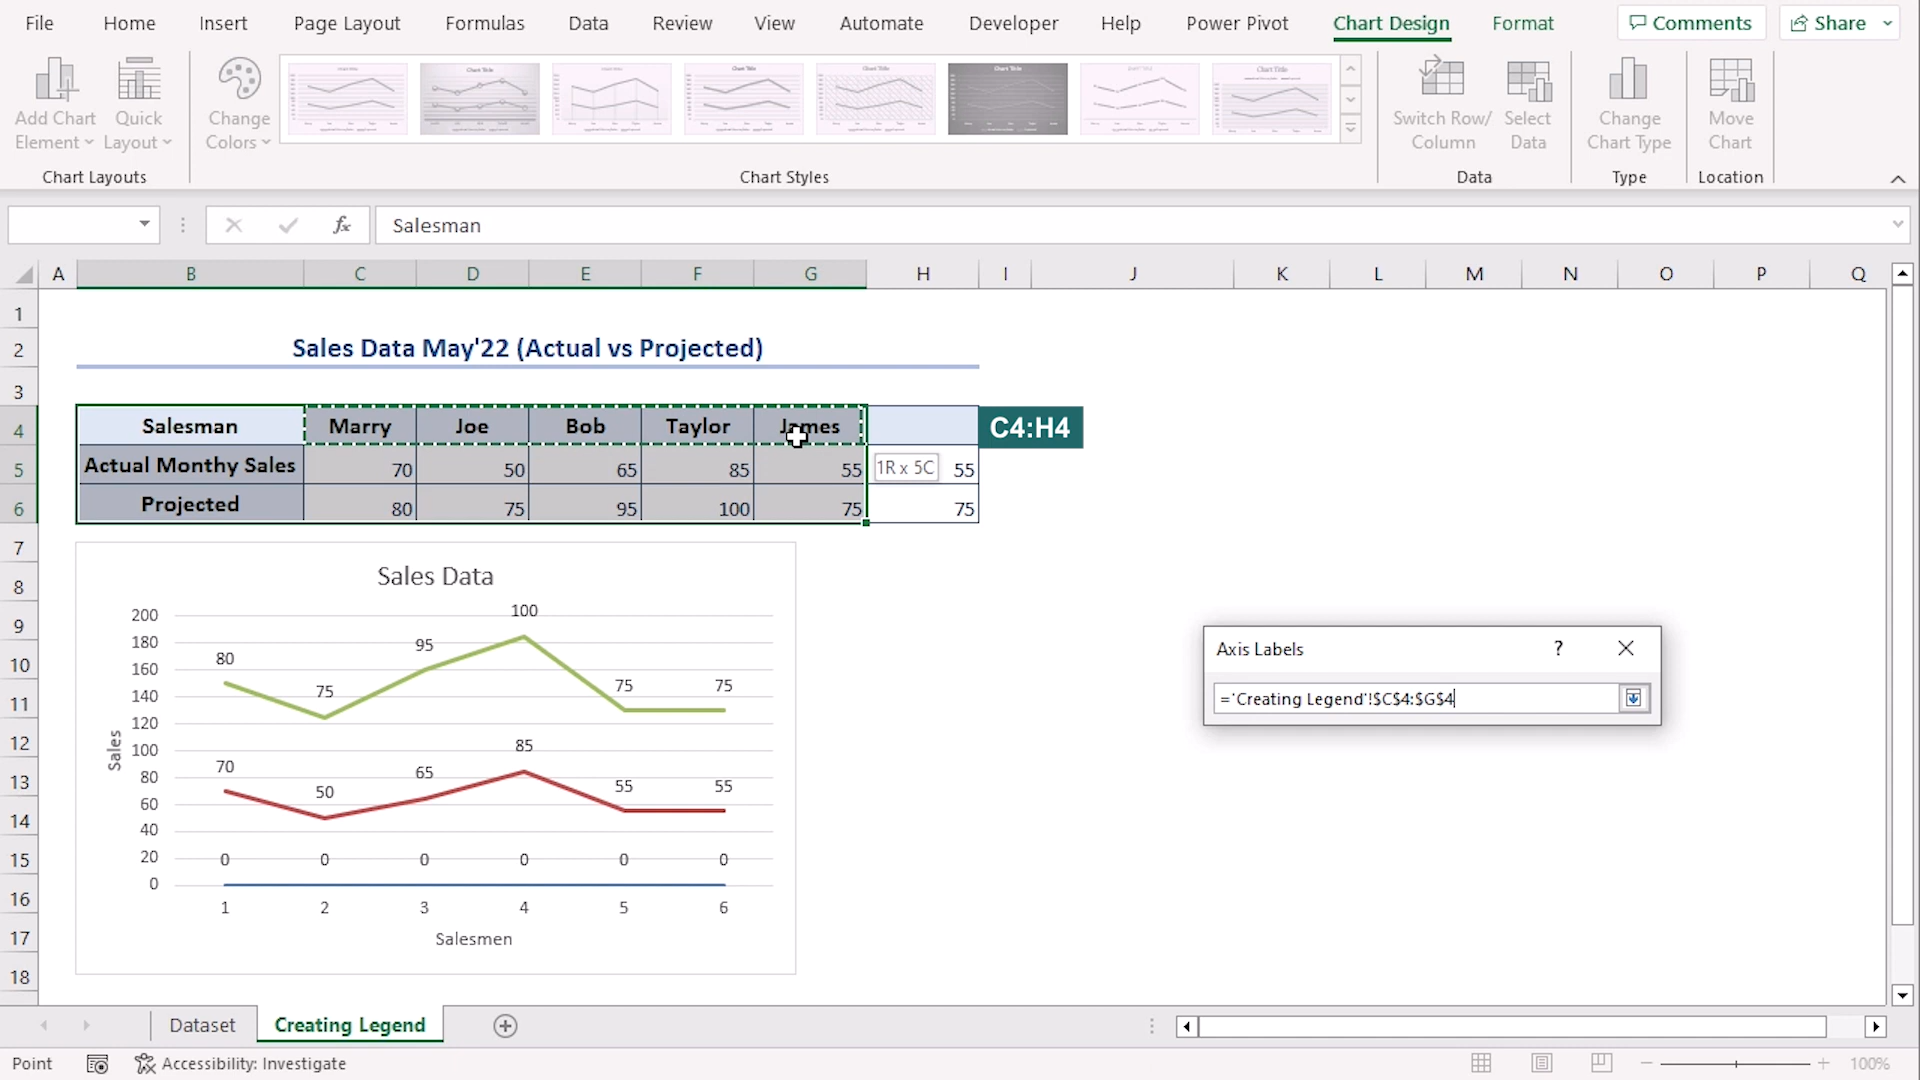 File Home Insert Page Layout Formulas Data Review View Automate Developer Help Power Pivot Chart Design Format Comments Share
Add Chart Element
Quick Layout
Change Colors
Switch Row/ Column
Select Data
Change Chart Type
Move Chart
Chart Layouts Chart Styles Data Type Location
fx Salesman
A B C D E F G H I J K L M N O P Q
1
2 Sales Data May'22 (Actual vs Projected)
3
4 Salesman Marry Joe Bob Taylor James C4:H4
5 Actual Monthy Sales 70 50 65 85 55 1R x 5C 55
6 Projected 80 75 95 100 75 75
7
8
9
10
11
12
13
14
15
16
17
18
Sales Data
200
180
160
140
120
100
80
60
40
20
0
Sales
80 75 95 100 75 75
70 50 65 85 55 55
0 0 0 0 0 0
1 2 3 4 5 6
Salesmen
Axis Labels ?
='Creating Legend'!$C$4:$G$4
Dataset Creating Legend
Point Accessibility: Investigate 100%